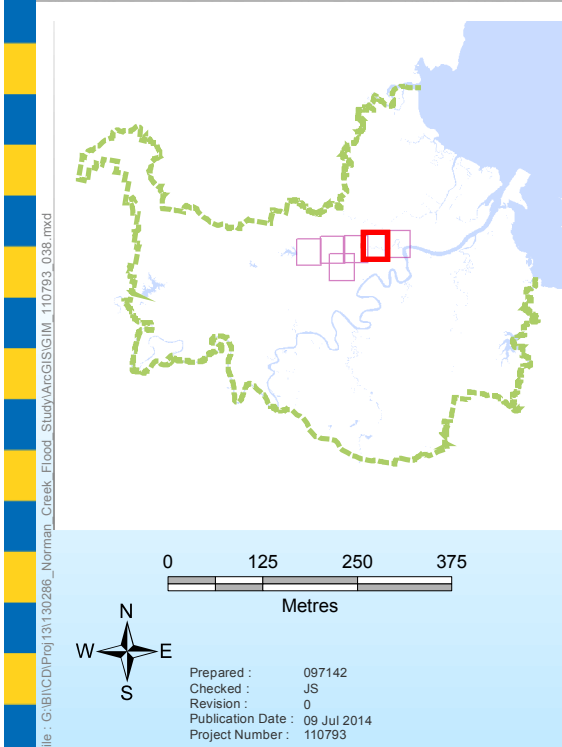 ile : G:\BI\CD\Proj13\130286_Norman_Creek_Flood_Study\ArcGIS\GIM_110793_038.mxd
0 125 250 375
Metres
N
W E
S
Prepared : 097142
Checked : JS
Revision : 0
Publication Date : 09 Jul 2014
Project Number : 110793